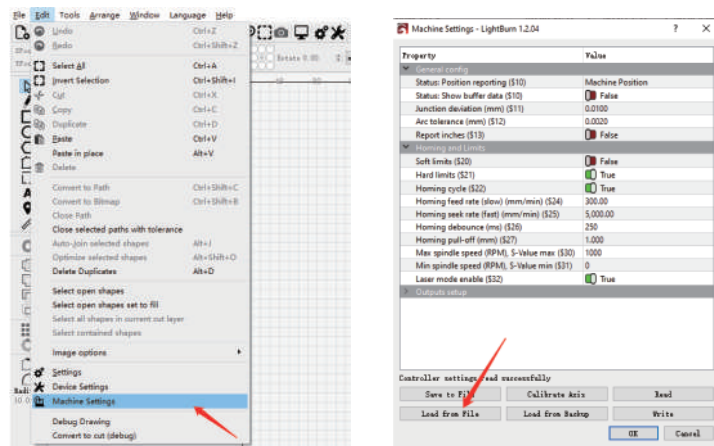 File Edit Tools Arrange Window Language Help
Undo Ctrl+Z
Redo Ctrl+Shift+Z
Select All Ctrl+A
Invert Selection Ctrl+Shift+I
Cut Ctrl+X
Copy Ctrl+C
Duplicate Ctrl+D
Paste Ctrl+V
Paste in place Alt+V
Delete
Convert to Path Ctrl+Shift+C
Convert to Bitmap Ctrl+Shift+B
Close Path
Close selected paths with tolerance
Auto-join selected shapes Alt+J
Optimize selected shapes Alt+Shift+O
Delete Duplicates Alt+D
Select open shapes
Select open shapes set to fill
Select all shapes in current cut layer
Select contained shapes
Image options
Settings
Device Settings
Machine Settings
Debug Drawing
Convert to cut (debug)
Rotate 0.00
Machine Settings - LightBurn 1.2.04 ? ×
Property Value
General config
Status: Position reporting ($10) Machine Position
Status: Show buffer data ($10) False
Junction deviation (mm) ($11) 0.0100
Arc tolerance (mm) ($12) 0.0020
Report inches ($13) False
Homing and Limits
Soft limits ($20) False
Hard limits ($21) True
Homing cycle ($22) True
Homing feed rate (slow) (mm/min) ($24) 300.00
Homing seek rate (fast) (mm/min) ($25) 5,000.00
Homing debounce (ms) ($26) 250
Homing pull-off (mm) ($27) 1.000
Max spindle speed (RPM), S-Value max ($30) 1000
Min spindle speed (RPM), S-Value min ($31) 0
Laser mode enable ($32) True
Outputs setup
Controller settings read successfully
Save to File Calibrate Axis Read
Load from File Load from Backup Write
OK Cancel